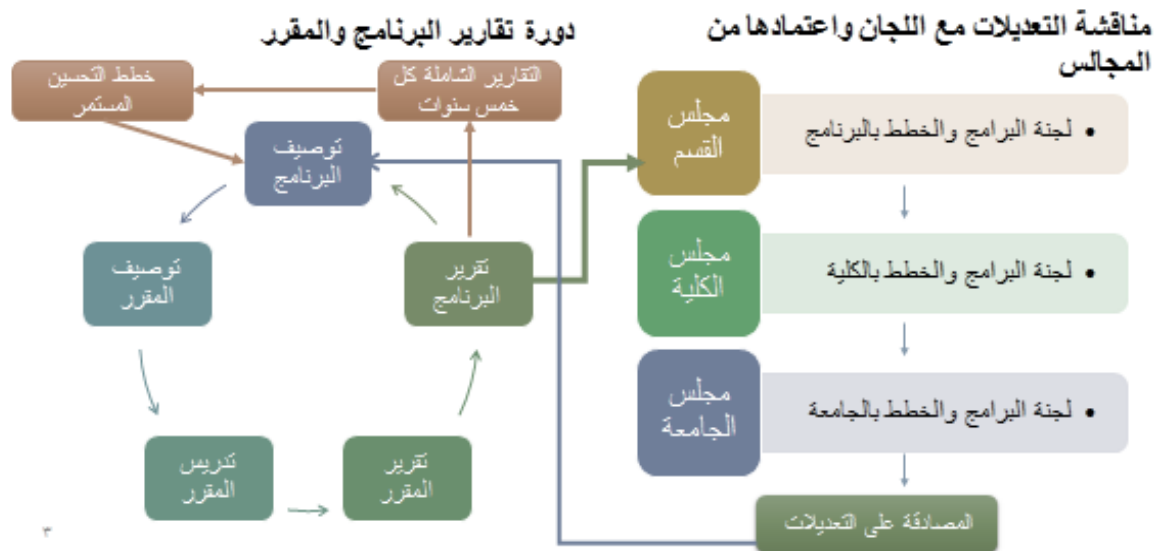 مناقشة التعديلات مع اللجان واعتمادها من
المجالس
مجلس
القسم
• لجنة البرامج والخطط بالبرنامج
مجلس
الكلية
• لجنة البرامج والخطط بالكلية
مجلس
الجامعة
• لجنة البرامج والخطط بالجامعة
المصادقة على التعديلات
دورة تقارير البرنامج والمقرر
التقارير الشاملة كل
خمس سنوات
خطط التحسين
المستمر
توصيف
البرنامج
توصيف
المقرر
تدريس
المقرر
تقرير
المقرر
تقرير
البرنامج
٣